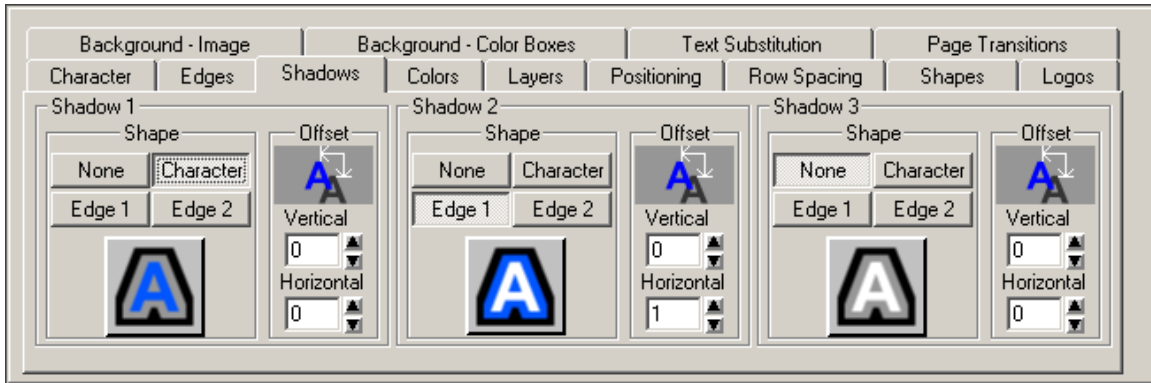 Background - Image Background - Color Boxes Text Substitution Page Transitions
Character Edges Shadows Colors Layers Positioning Row Spacing Shapes Logos
Shadow 1 Shadow 2 Shadow 3
Shape Offset Shape Offset Shape Offset
None Character None Character None Character
Edge 1 Edge 2 Edge 1 Edge 2 Edge 1 Edge 2
Vertical Vertical Vertical
0 0 0
Horizontal Horizontal Horizontal
0 1 0